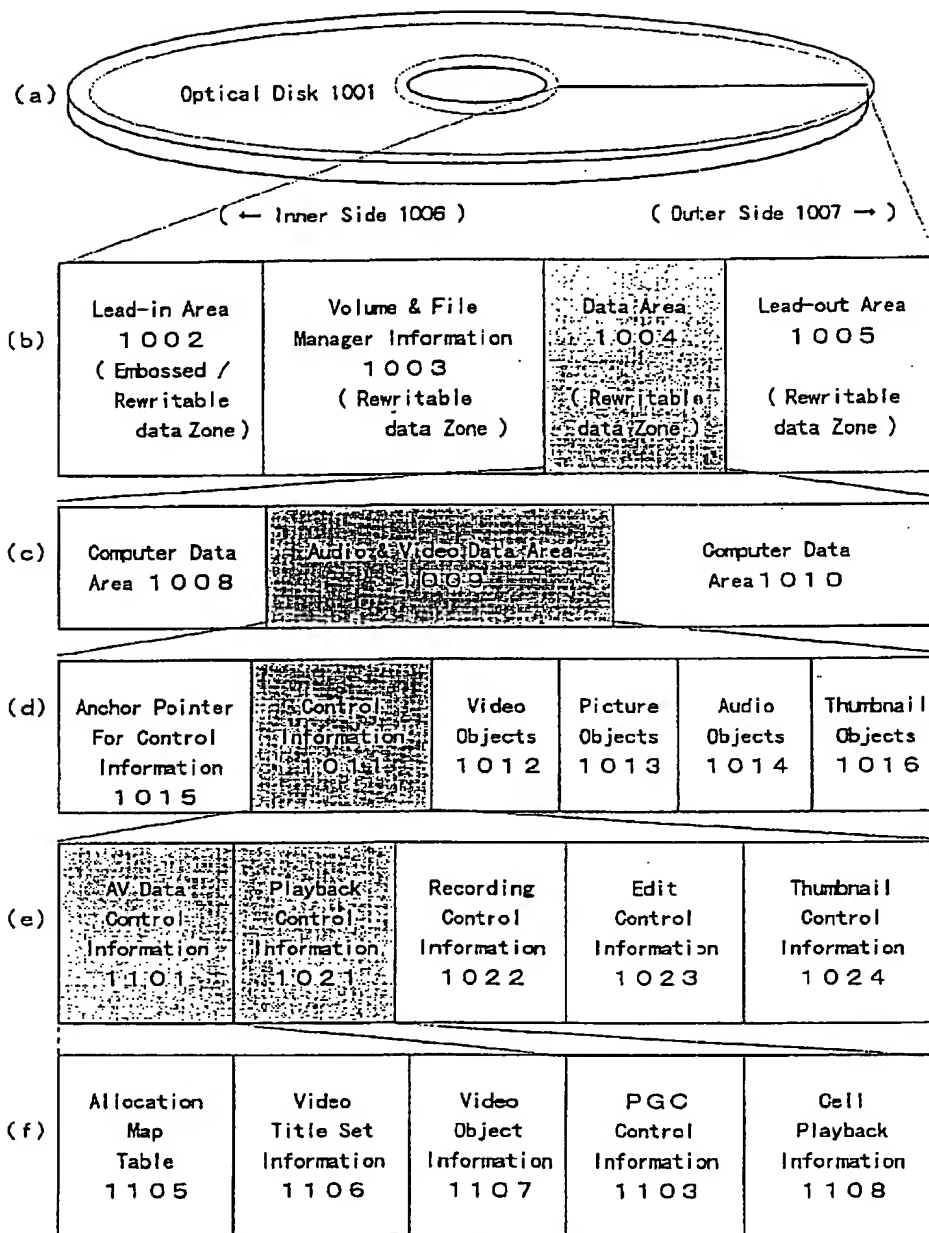 (a)
Optical Disk 1001
( ← Inner Side 1006 )
( Outer Side 1007 → )
(b)
Lead-in Area
1002
( Embossed /
Rewritable
data Zone )
Volume & File
Manager Information
1003
( Rewritable
data Zone )
Data Area
1004
( Rewritable
data Zone )
Lead-out Area
1005
( Rewritable
data Zone )
(c)
Computer Data
Area 1008
Audio & Video Data Area
1009
Computer Data
Area 1010
(d)
Anchor Pointer
For Control
Information
1015
Control
Information
1011
Video
Objects
1012
Picture
Objects
1013
Audio
Objects
1014
Thumbnail
Objects
1016
(e)
AV Data
Control
Information
1101
Playback
Control
Information
1021
Recording
Control
Information
1022
Edit
Control
Information
1023
Thumbnail
Control
Information
1024
(f)
Allocation
Map
Table
1105
Video
Title Set
Information
1106
Video
Object
Information
1107
PGC
Control
Information
1103
Cell
Playback
Information
1108